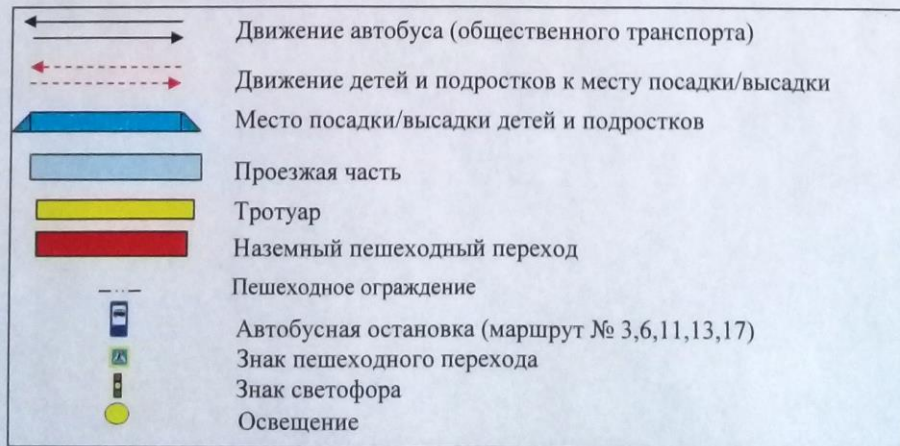 Движение автобуса (общественного транспорта)
Движение детей и подростков к месту посадки/высадки
Место посадки/высадки детей и подростков
Проезжая часть
Тротуар
Наземный пешеходный переход
Пешеходное ограждение
Автобусная остановка (маршрут № 3,6,11,13,17)
Знак пешеходного перехода
Знак светофора
Освещение